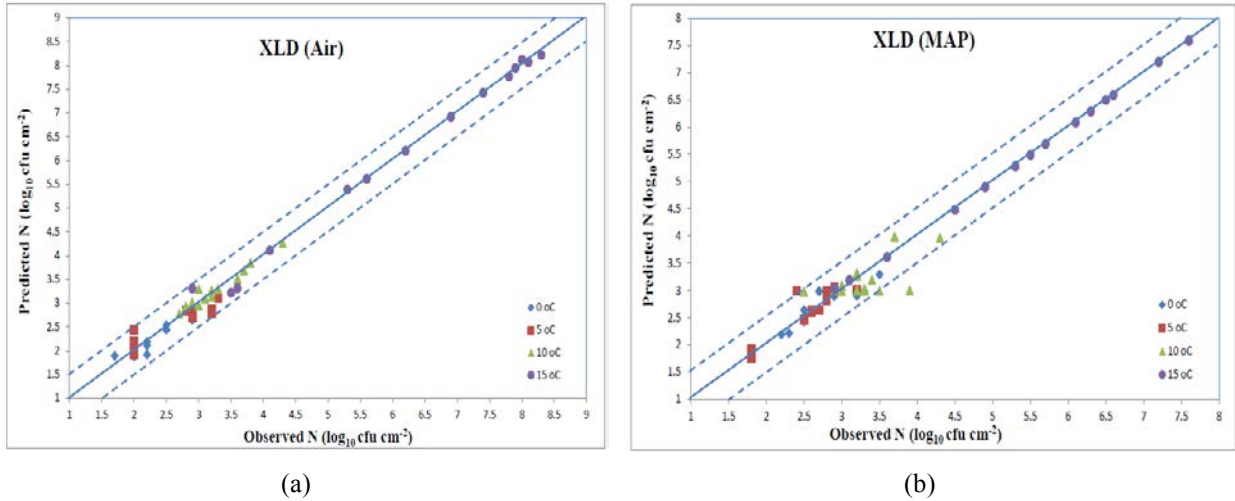 XLD (Air)
Predicted N (log10 cfu cm-2)
9
8.5
8
7.5
7
6.5
6
5.5
5
4.5
4
3.5
3
2.5
2
1.5
1
1 1.5 2 2.5 3 3.5 4 4.5 5 5.5 6 6.5 7 7.5 8 8.5 9
Observed N (log10 cfu cm-2)
0 oC
5 oC
10 oC
15 oC
(a)
XLD (MAP)
Predicted N (log10 cfu cm-2)
8
7.5
7
6.5
6
5.5
5
4.5
4
3.5
3
2.5
2
1.5
1
1 1.5 2 2.5 3 3.5 4 4.5 5 5.5 6 6.5 7 7.5 8
Observed N (log10 cfu cm-2)
0 oC
5 oC
10 oC
15 oC
(b)